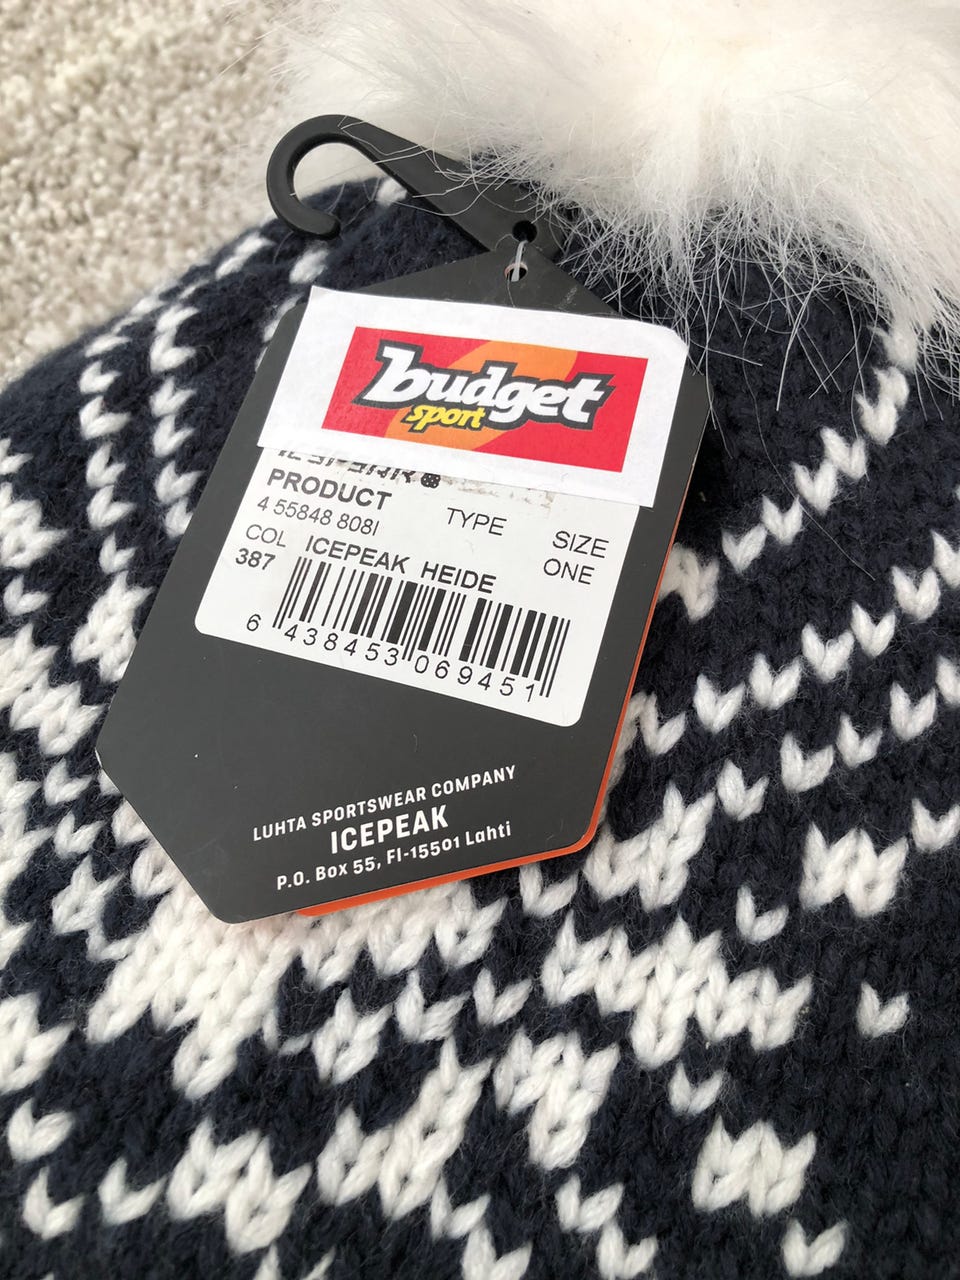 budget
sport
PRODUCT TYPE SIZE
4 55848 808I ONE
COL ICEPEAK HEIDE
387
6 438453 069451
LUHTA SPORTSWEAR COMPANY
ICEPEAK
P.O. Box 55, FI-15501 Lahti